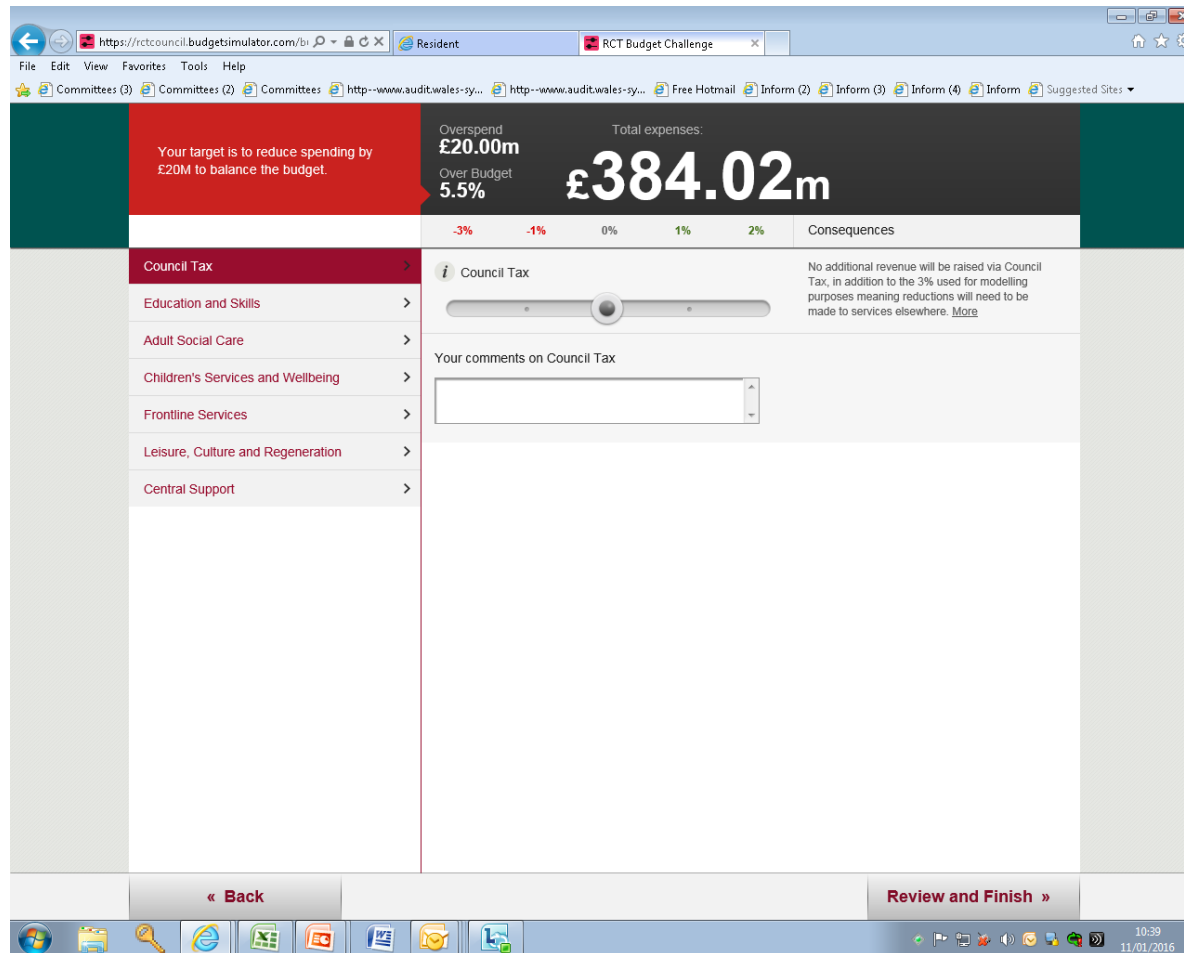 https://rctcouncil.budgetsimulator.com/bu
Resident
RCT Budget Challenge
File Edit View Favorites Tools Help
Committees (3) Committees (2) Committees http--www.audit.wales-sy... http--www.audit.wales-sy... Free Hotmail Inform (2) Inform (3) Inform (4) Inform Suggested Sites
Your target is to reduce spending by
£20M to balance the budget.
Overspend
£20.00m
Over Budget
5.5%
Total expenses:
£384.02m
-3% -1% 0% 1% 2% Consequences
Council Tax
Education and Skills
Adult Social Care
Children's Services and Wellbeing
Frontline Services
Leisure, Culture and Regeneration
Central Support
i Council Tax
No additional revenue will be raised via Council
Tax, in addition to the 3% used for modelling
purposes meaning reductions will need to be
made to services elsewhere. More
Your comments on Council Tax
« Back
Review and Finish »
10:39
11/01/2016